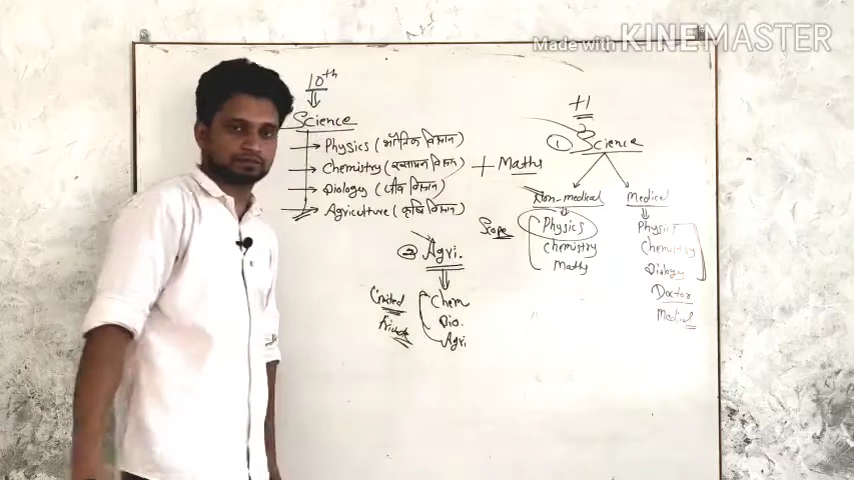 Made with KINEMASTER
10th
Science
Physics (भौतिक विज्ञान)
Chemistry (रसायन विज्ञान)
Biology (जीव विज्ञान)
Agriculture (कृषि विज्ञान)
+ Maths
+1
① Science
Non-medical
Scope
Physics
Chemistry
Maths
Medical
Physics
Chemistry
Biology
Doctor
Medical
② Agri.
Limited
Chem
Bio.
Agri